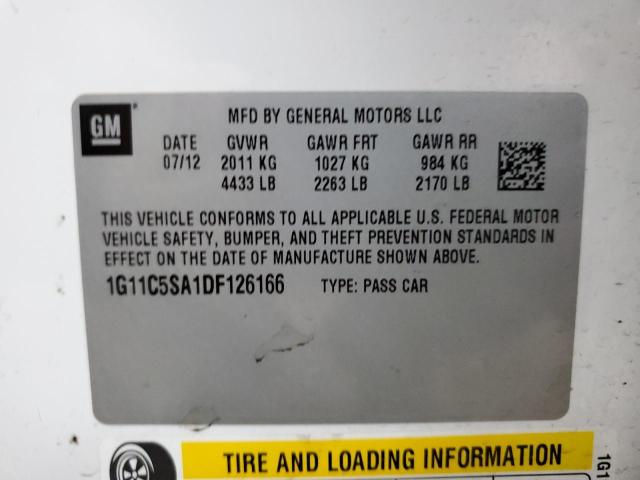 GM
MFD BY GENERAL MOTORS LLC
DATE GVWR GAWR FRT GAWR RR
07/12 2011 KG 1027 KG 984 KG
4433 LB 2263 LB 2170 LB
THIS VEHICLE CONFORMS TO ALL APPLICABLE U.S. FEDERAL MOTOR
VEHICLE SAFETY, BUMPER, AND THEFT PREVENTION STANDARDS IN
EFFECT ON THE DATE OF MANUFACTURE SHOWN ABOVE.
1G11C5SA1DF126166 TYPE: PASS CAR
TIRE AND LOADING INFORMATION
1G1